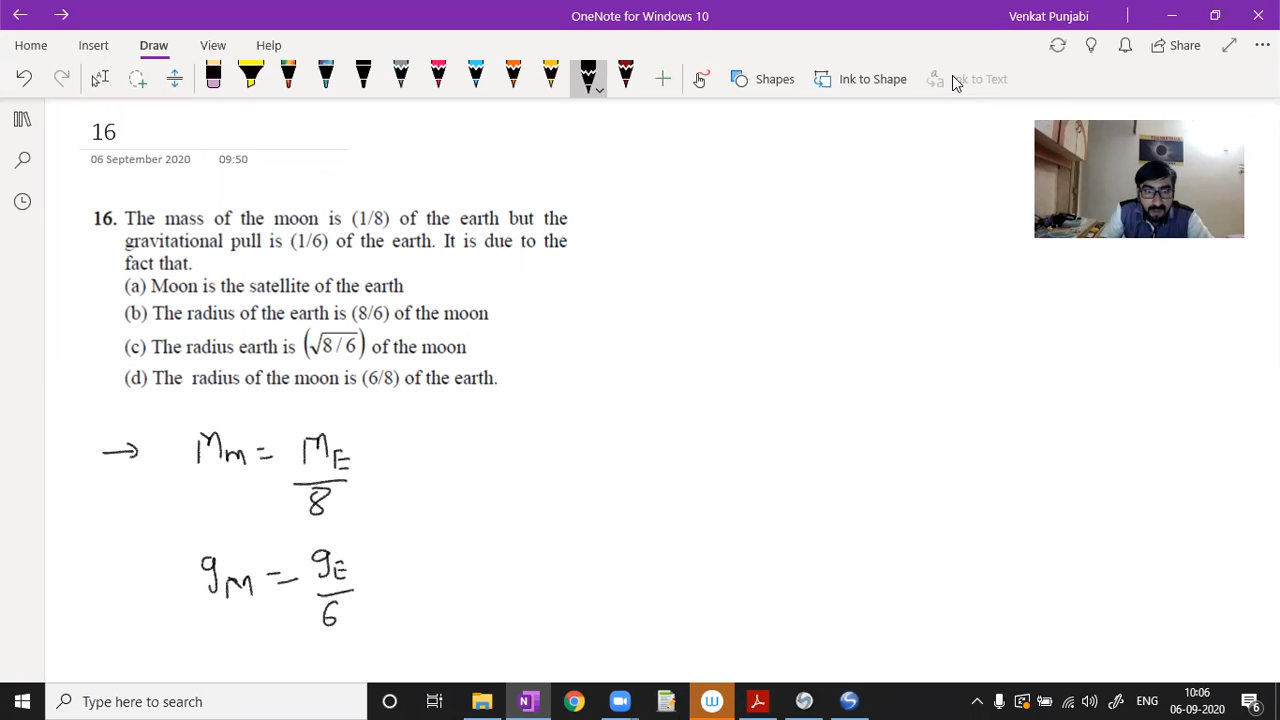 OneNote for Windows 10
Venkat Punjabi
Home Insert Draw View Help
Share
Shapes
Ink to Shape
Ink to Text
16
06 September 2020 09:50
16. The mass of the moon is (1/8) of the earth but the
gravitational pull is (1/6) of the earth. It is due to the
fact that.
(a) Moon is the satellite of the earth
(b) The radius of the earth is (8/6) of the moon
(c) The radius earth is (√8/6) of the moon
(d) The radius of the moon is (6/8) of the earth.
→ Mm = ME
8
gM = gE
6
Type here to search
ENG
10:06
06-09-2020
6